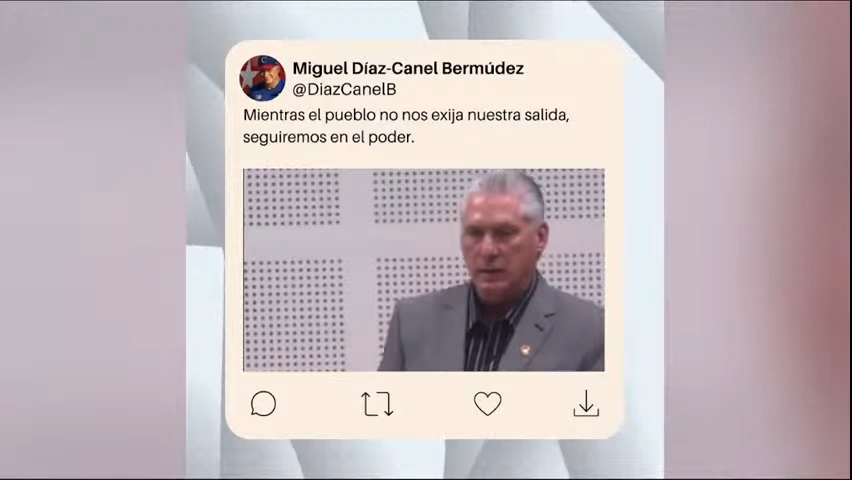 Miguel Díaz-Canel Bermúdez
@DiazCanelB
Mientras el pueblo no nos exija nuestra salida,
seguiremos en el poder.